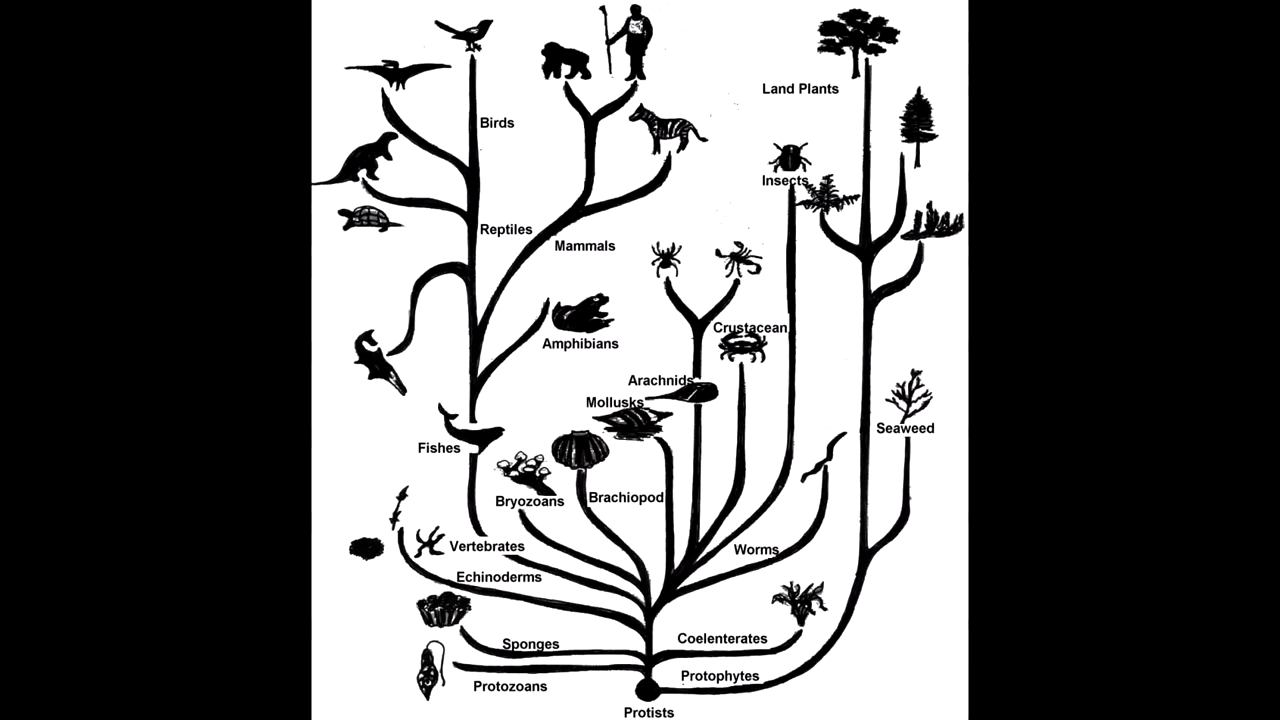 Land Plants
Birds
Insects
Reptiles
Mammals
Crustacean
Amphibians
Arachnids
Mollusks
Seaweed
Fishes
Brachiopod
Bryozoans
Vertebrates
Worms
Echinoderms
Coelenterates
Sponges
Protophytes
Protozoans
Protists